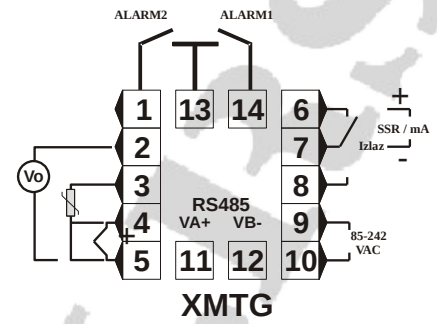 ALARM2 ALARM1
1 13 14 6 +
2 7 SSR / mA
Izlaz
-
Vo 3 8
RS485
4 VA+ VB- 9
+
85-242
VAC
5 11 12 10
XMTG